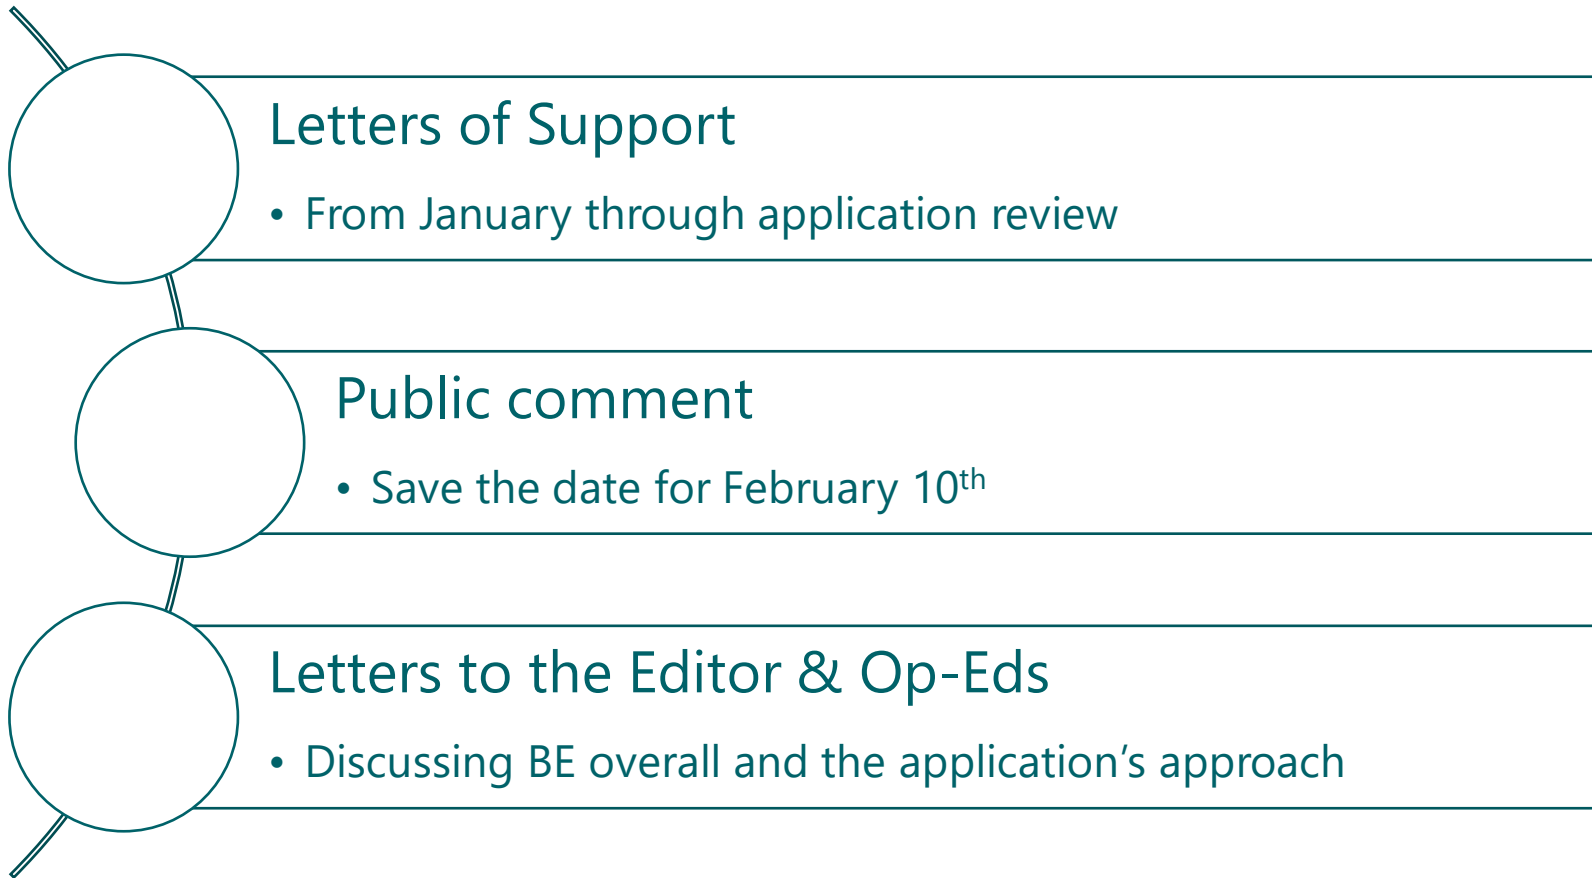 Letters of Support
• From January through application review
Public comment
• Save the date for February 10th
Letters to the Editor & Op-Eds
• Discussing BE overall and the application’s approach